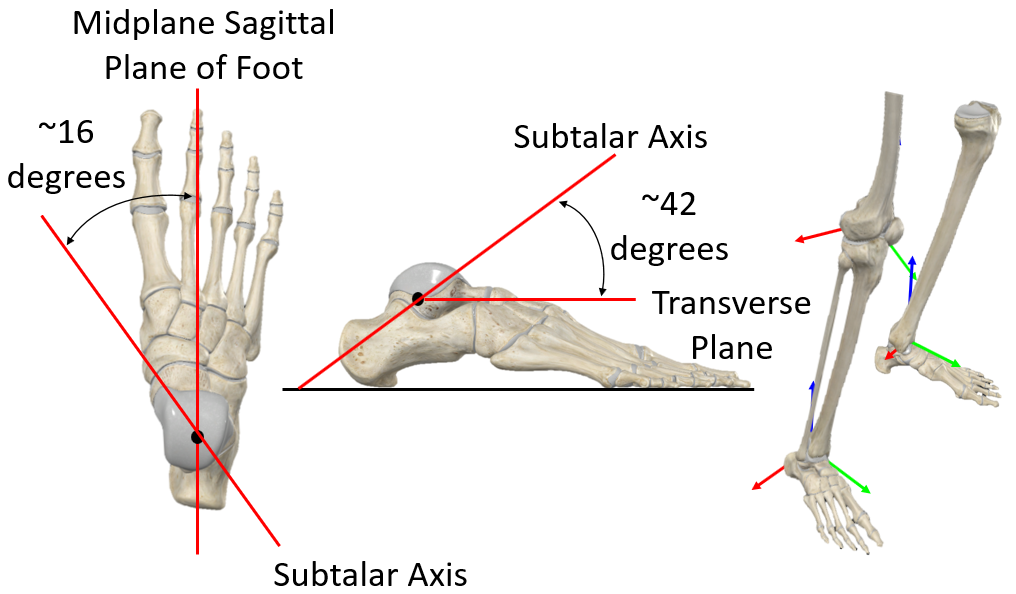 Midplane Sagittal
Plane of Foot
~16
degrees
Subtalar Axis
Subtalar Axis
~42
degrees
Transverse
Plane